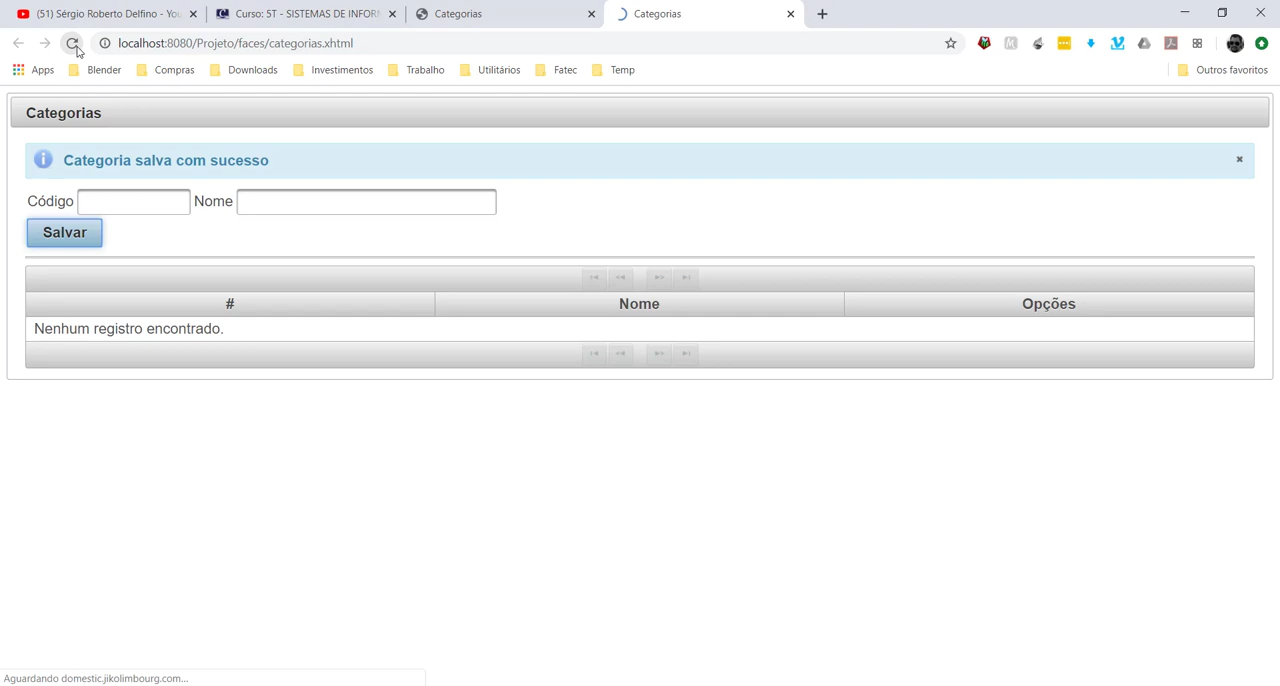 (51) Sérgio Roberto Delfino - You
Curso: 5T - SISTEMAS DE INFOR
Categorias
Categorias
localhost:8080/Projeto/faces/categorias.xhtml
Apps
Blender
Compras
Downloads
Investimentos
Trabalho
Utilitários
Fatec
Temp
Outros favoritos
Categorias
Categoria salva com sucesso
Código
Nome
Salvar
#
Nome
Opções
Nenhum registro encontrado.
Aguardando domestic.jikolimbourg.com...